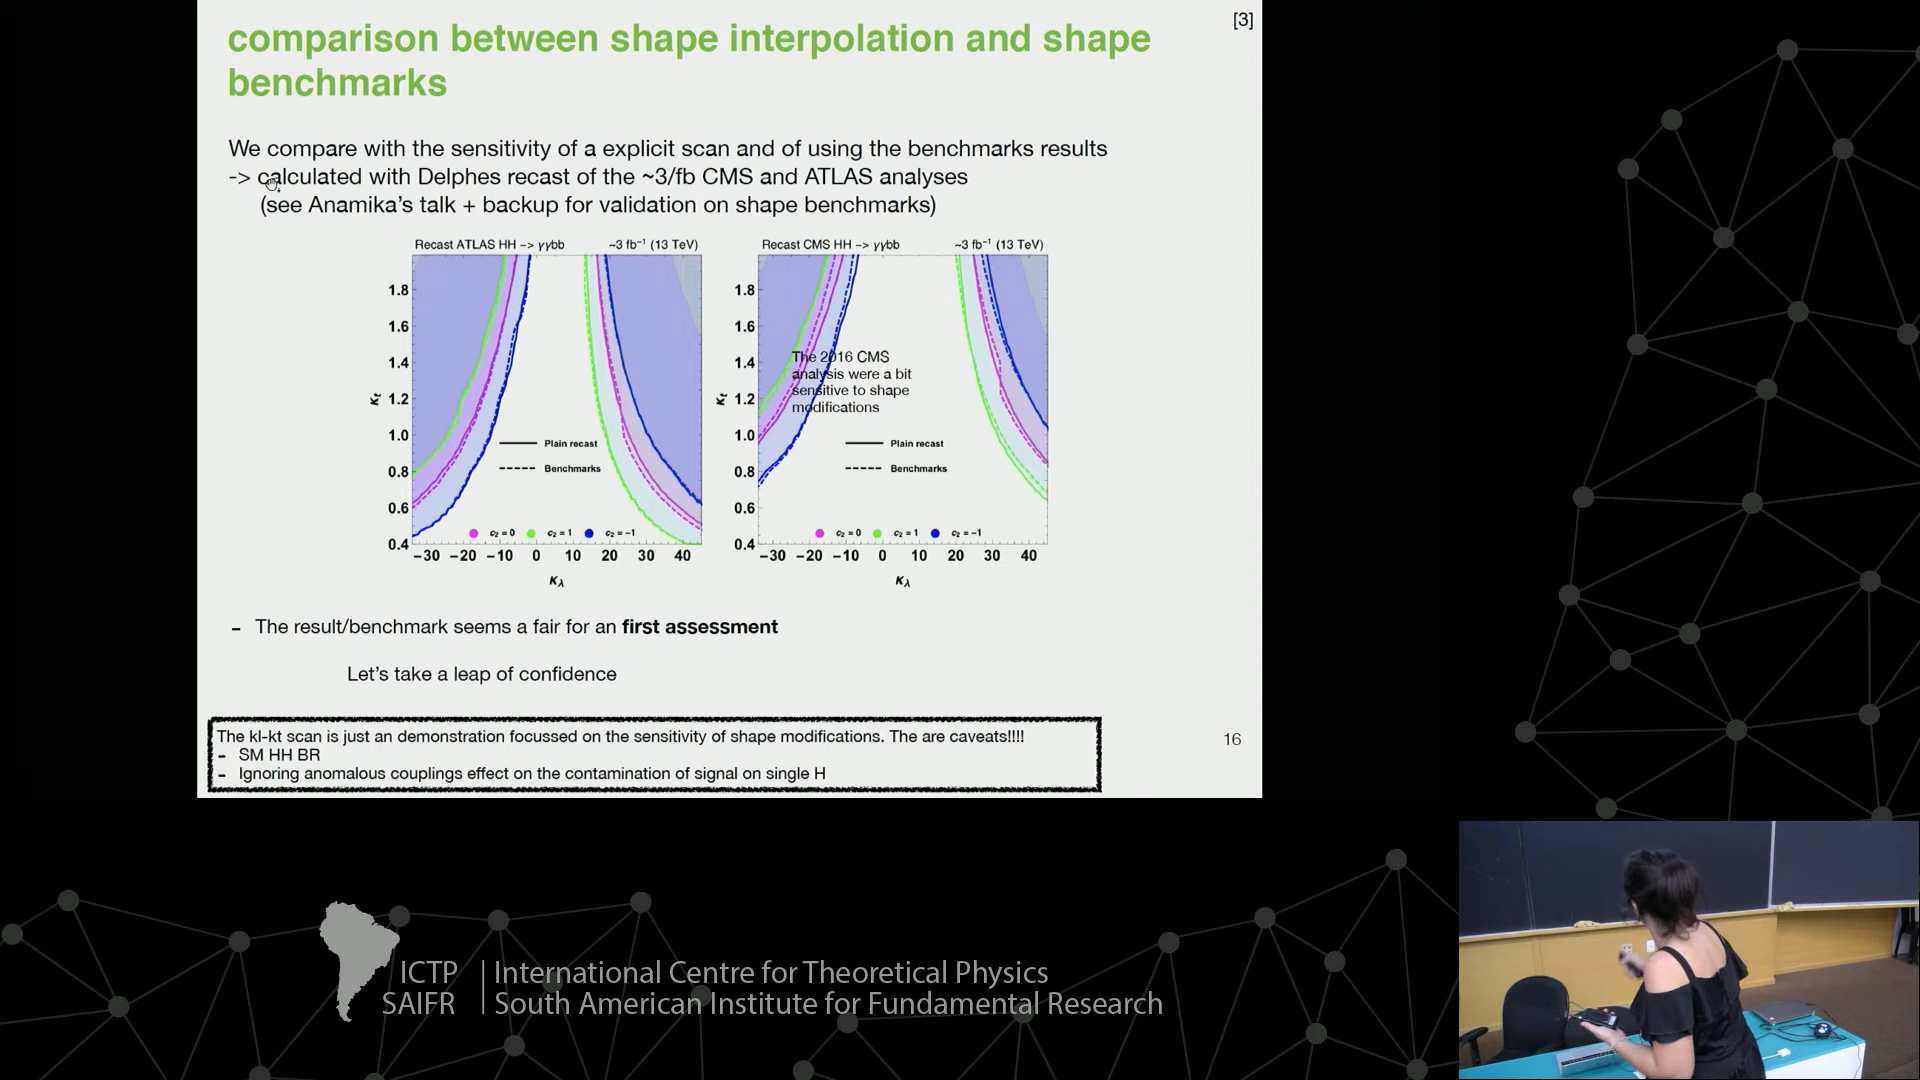 [3]
comparison between shape interpolation and shape
benchmarks
We compare with the sensitivity of a explicit scan and of using the benchmarks results
-> calculated with Delphes recast of the ~3/fb CMS and ATLAS analyses
(see Anamika's talk + backup for validation on shape benchmarks)
Recast ATLAS HH -> γγbb ~3 fb⁻¹ (13 TeV)
κt
1.8
1.6
1.4
1.2
1.0
0.8
0.6
0.4
Plain recast
Benchmarks
c₂ = 0 c₂ = 1 c₂ = -1
-30 -20 -10 0 10 20 30 40
κλ
Recast CMS HH -> γγbb ~3 fb⁻¹ (13 TeV)
κt
1.8
1.6
1.4
1.2
1.0
0.8
0.6
0.4
The 2016 CMS
analysis were a bit
sensitive to shape
modifications
Plain recast
Benchmarks
c₂ = 0 c₂ = 1 c₂ = -1
-30 -20 -10 0 10 20 30 40
κλ
- The result/benchmark seems a fair for an first assessment
Let's take a leap of confidence
The kl-kt scan is just an demonstration focussed on the sensitivity of shape modifications. The are caveats!!!!
- SM HH BR
- Ignoring anomalous couplings effect on the contamination of signal on single H
16
ICTP International Centre for Theoretical Physics
SAIFR South American Institute for Fundamental Research